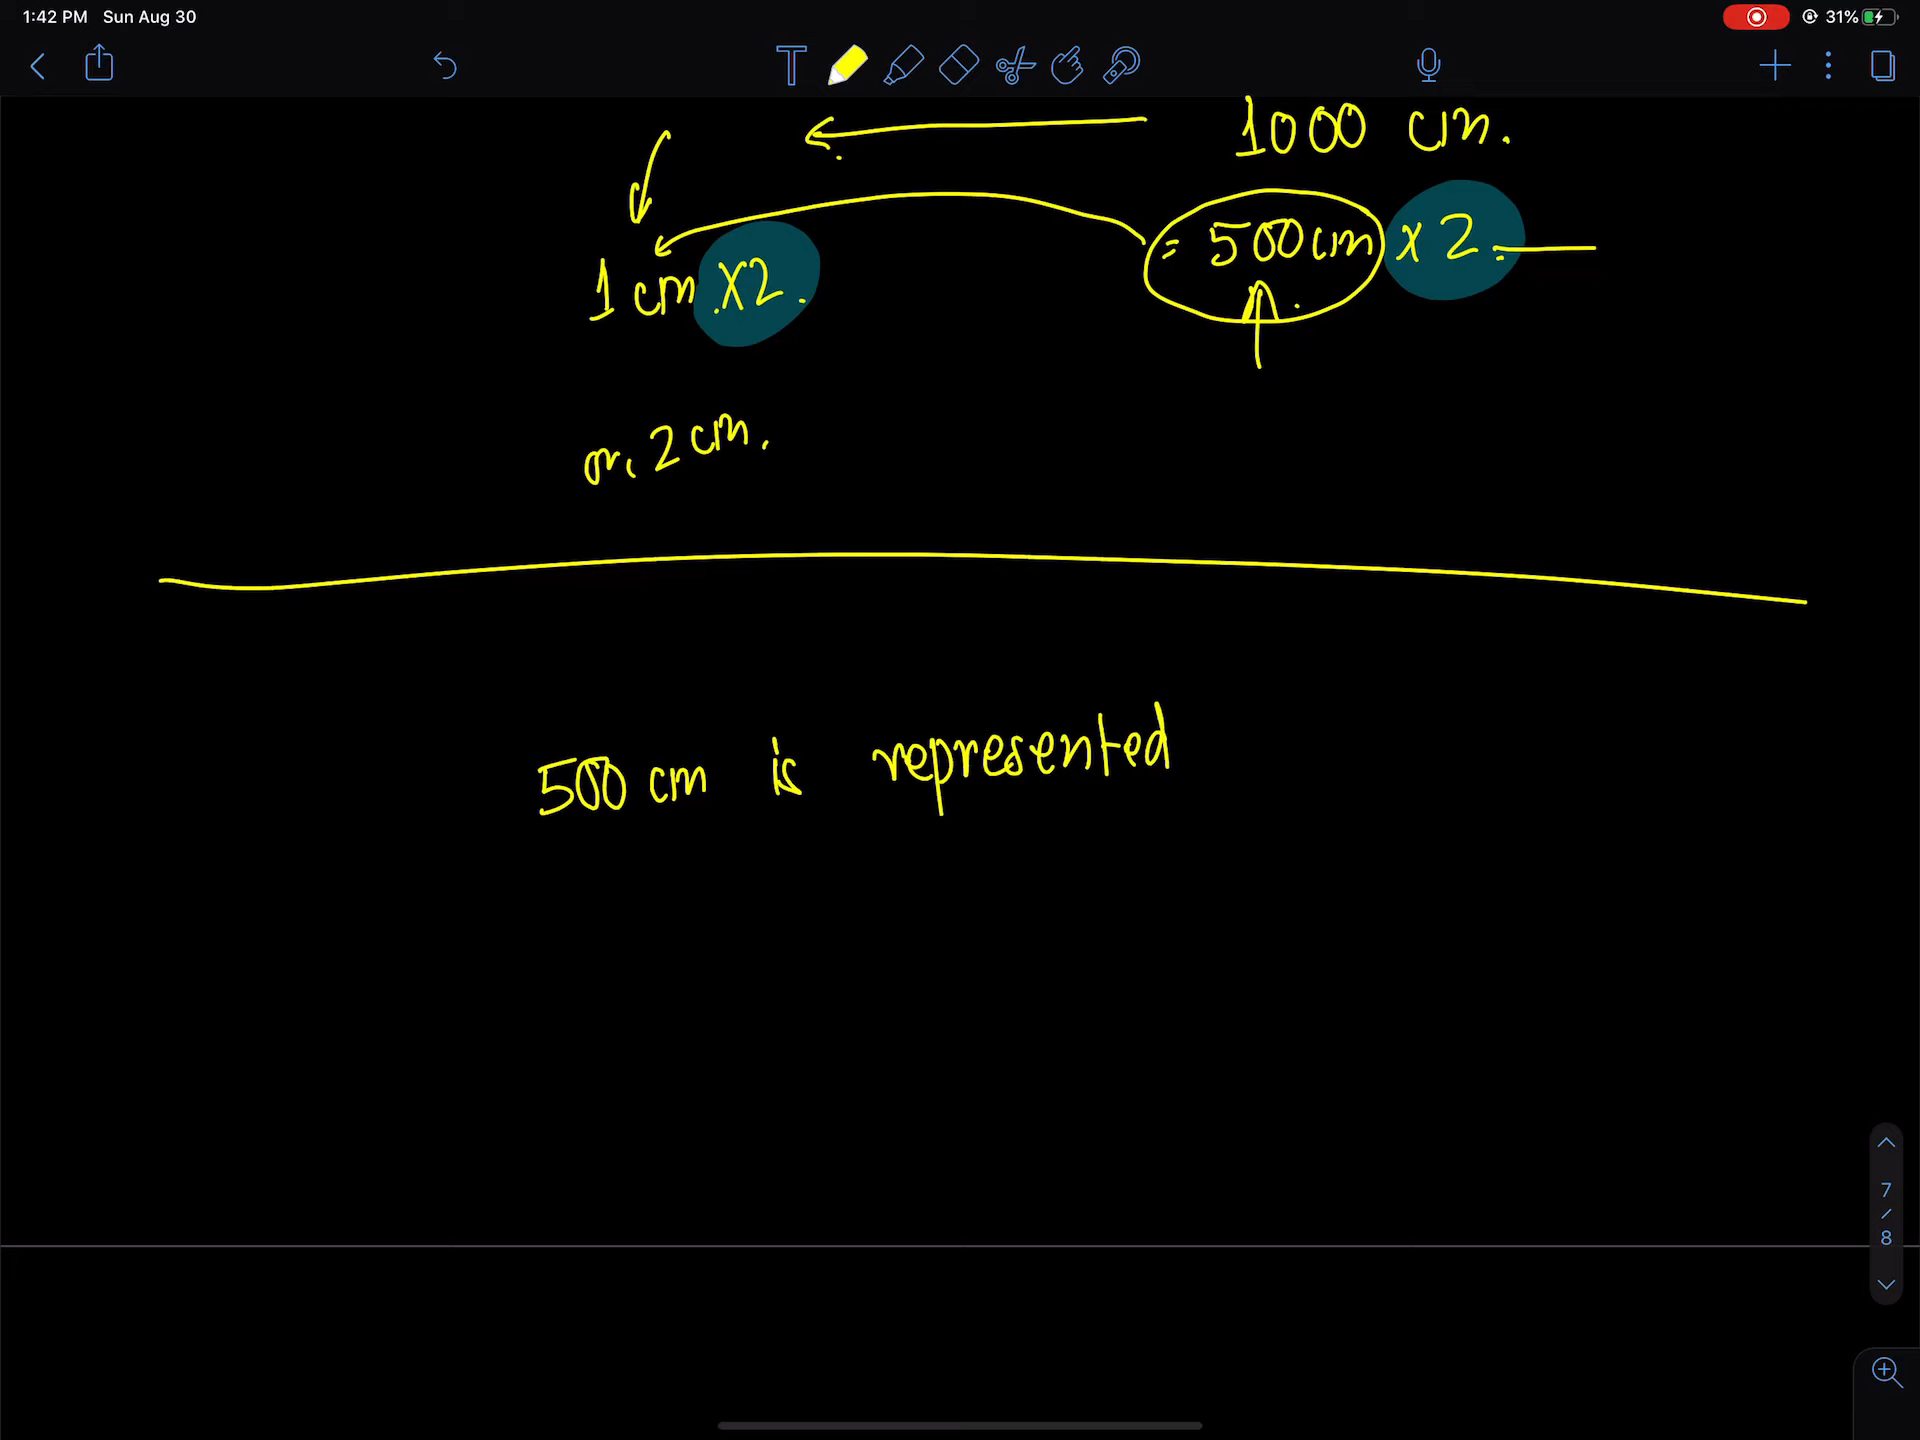 1:42 PM Sun Aug 30
31%
1000 cm.
= 500 cm x 2.
1 cm x2.
or, 2 cm.
500 cm is represented
7
/
8